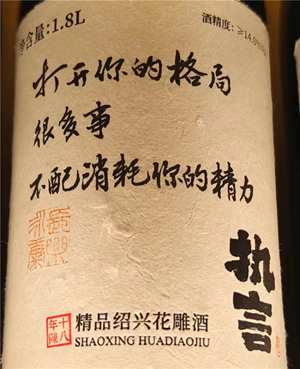 净含量:1.8L
酒精度:≥14.0%
打开你的格局
很多事
不配消耗你的精力
执言
十八年陳
精品绍兴花雕酒
SHAOXING HUADIAOJIU